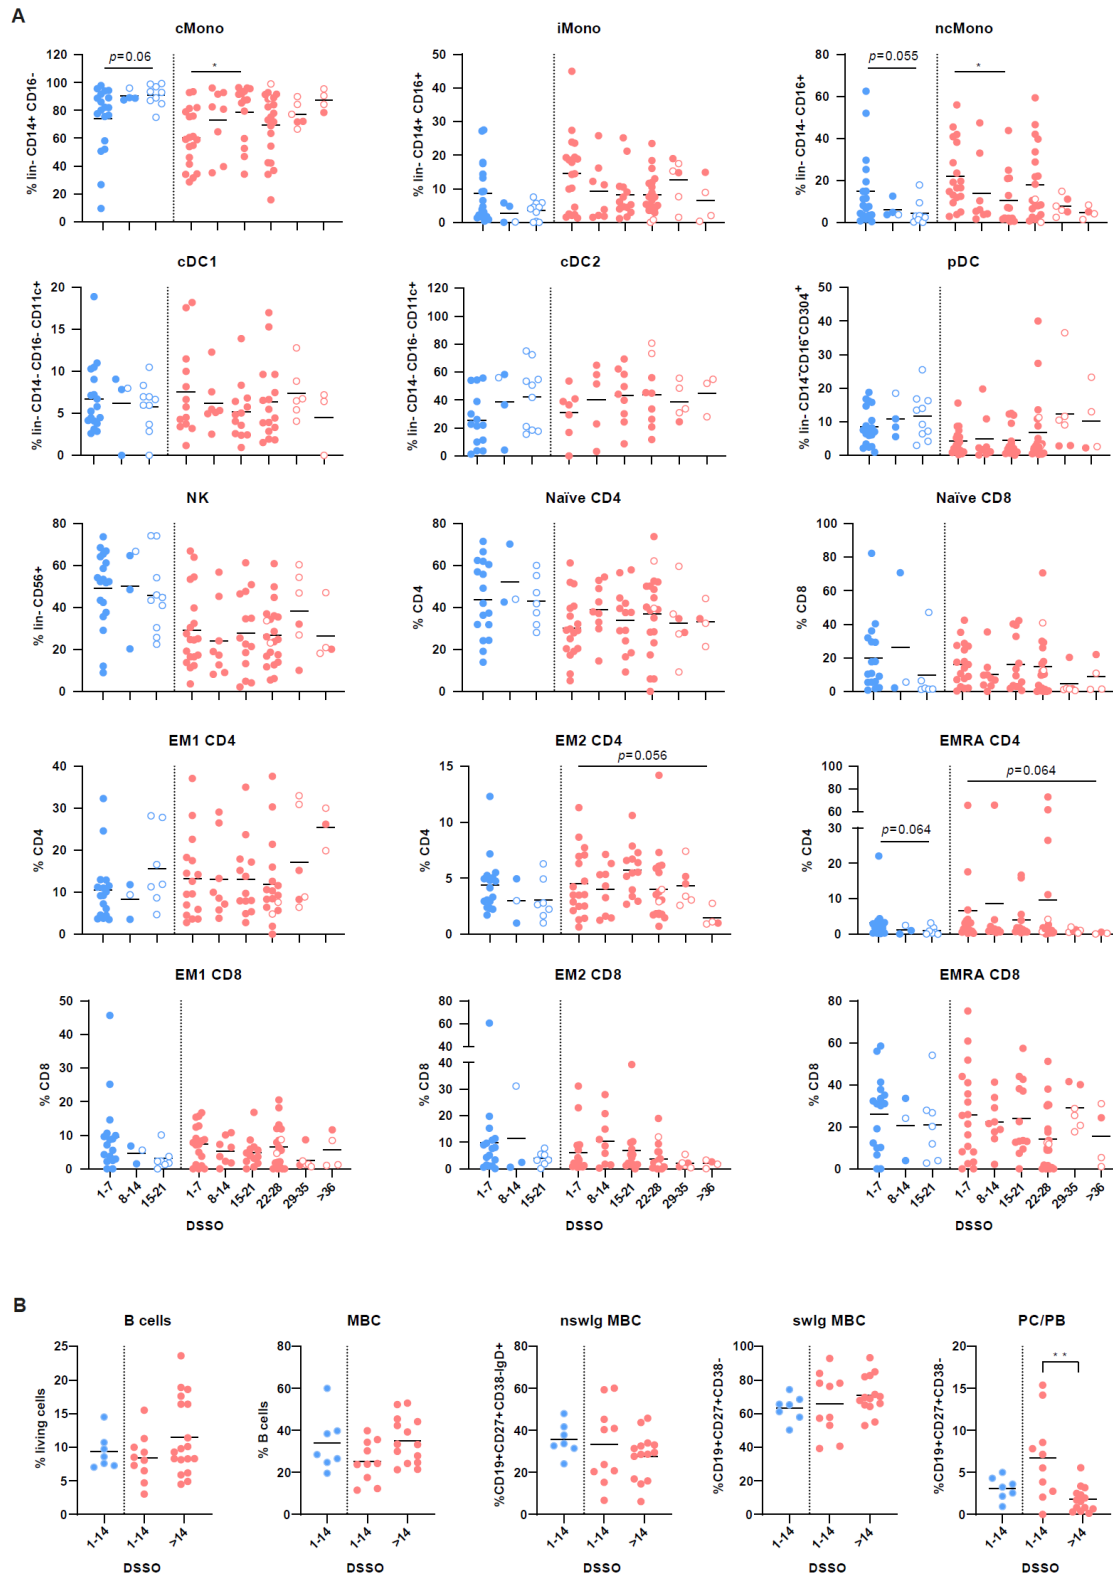 A
cMono
iMono
ncMono
% lin- CD14+ CD16-
120
100
80
60
40
20
0
p=0.06
*
% lin- CD14+ CD16+
50
40
30
20
10
0
% lin- CD14- CD16+
80
60
40
20
0
p=0.055
*
cDC1
cDC2
pDC
% lin- CD14- CD16- CD11c+
20
15
10
5
0
% lin- CD14- CD16- CD11c+
120
100
80
60
40
20
0
% lin- CD14-CD16-CD304+
50
40
30
20
10
0
NK
Naïve CD4
Naïve CD8
% lin- CD56+
80
60
40
20
0
% CD4
80
60
40
20
0
% CD8
100
80
60
40
20
0
EM1 CD4
EM2 CD4
EMRA CD4
% CD4
40
30
20
10
0
% CD4
15
10
5
0
p=0.056
% CD4
100
80
60
40
30
20
10
0
p=0.064
p=0.064
EM1 CD8
EM2 CD8
EMRA CD8
% CD8
50
40
30
20
10
0
1-7
8-14
15-21
1-7
8-14
15-21
22-28
29-35
>36
DSSO
% CD8
80
60
40
40
30
20
10
0
1-7
8-14
15-21
1-7
8-14
15-21
22-28
29-35
>36
DSSO
% CD8
80
60
40
20
0
1-7
8-14
15-21
1-7
8-14
15-21
22-28
29-35
>36
DSSO
B
B cells
MBC
nswIg MBC
swIg MBC
PC/PB
% living cells
25
20
15
10
5
0
1-14
1-14
>14
DSSO
% B cells
80
60
40
20
0
1-14
1-14
>14
DSSO
%CD19+CD27+CD38-IgD+
80
60
40
20
0
1-14
1-14
>14
DSSO
%CD19+CD27+CD38-
100
80
60
40
20
0
1-14
1-14
>14
DSSO
%CD19+CD27+CD38-
20
15
10
5
0
**
1-14
1-14
>14
DSSO